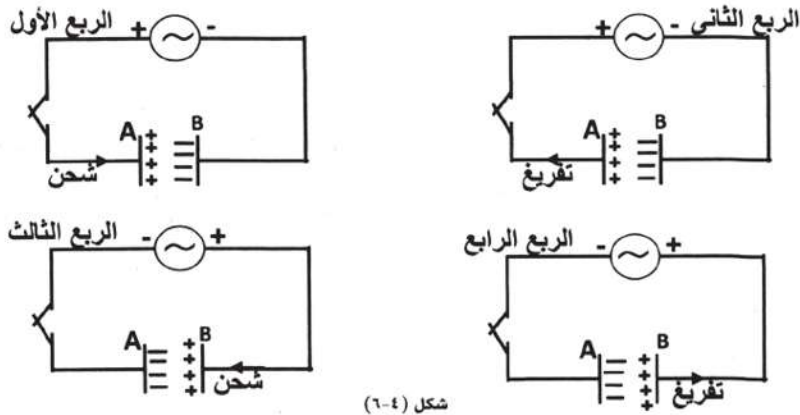 الربع الأول
+ ~ -
A B
شحن
الربع الثاني
+ ~ -
A B
تفريغ
الربع الثالث
- ~ +
A B
شحن
الربع الرابع
- ~ +
A B
تفريغ
شكل (٤-٦)